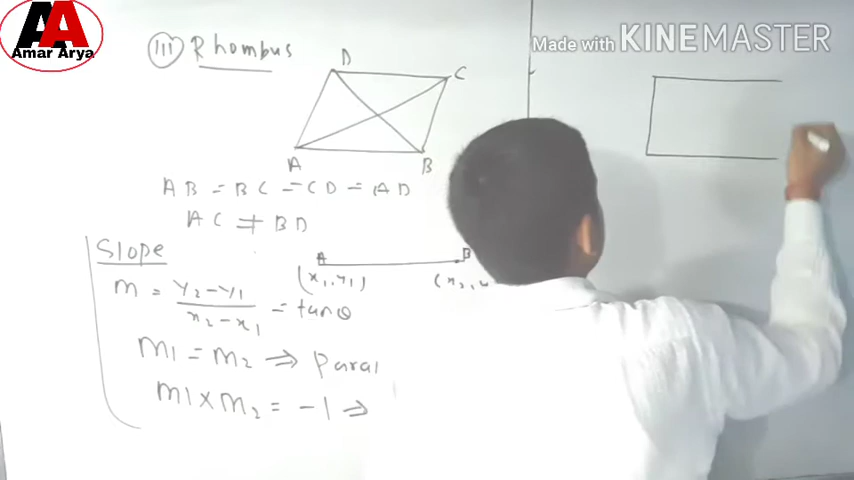 AA
Amar Arya
Made with KINEMASTER
(III) Rhombus
D
C
A
B
AB = BC = CD = AD
AC ≠ BD
Slope
A
B
(x₁, y₁)
(x₂, y
m = y₂-y₁ / x₂-x₁ = tanθ
m1 = m₂ ⇒ paral
m1 × m₂ = -1 ⇒